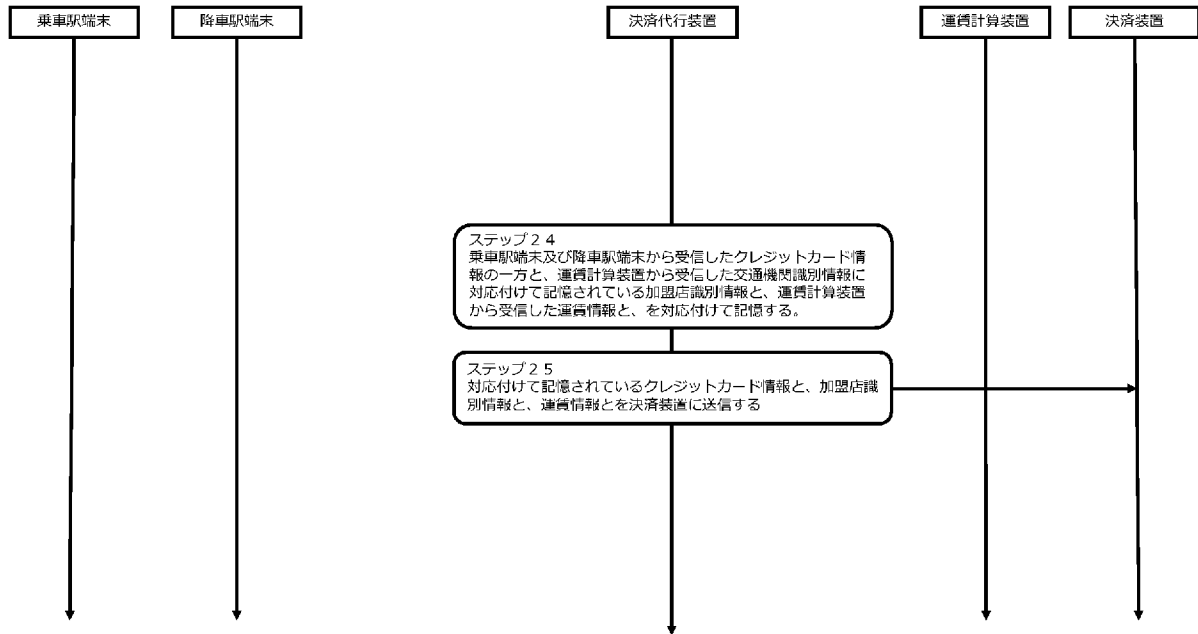 乗車駅端末
降車駅端末
決済代行装置
運賃計算装置
決済装置
ステップ２４
乗車駅端末及び降車駅端末から受信したクレジットカード情
報の一方と、運賃計算装置から受信した交通機関識別情報に
対応付けて記憶されている加盟店識別情報と、運賃計算装置
から受信した運賃情報と、を対応付けて記憶する。
ステップ２５
対応付けて記憶されているクレジットカード情報と、加盟店識
別情報と、運賃情報とを決済装置に送信する